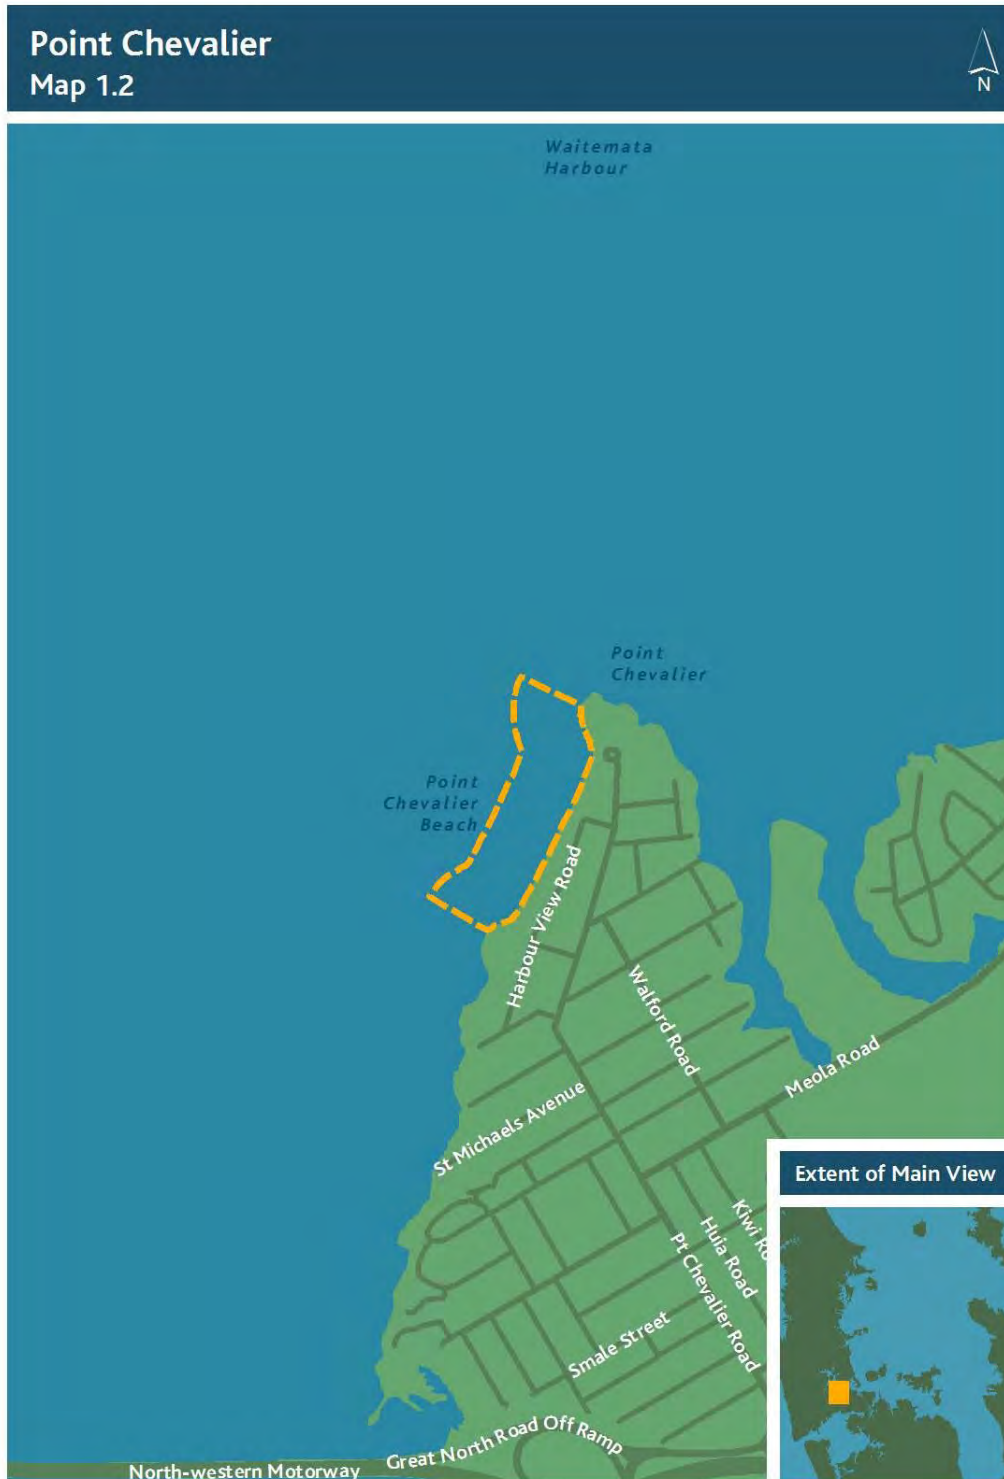 Point Chevalier
Map 1.2
N
Waitemata
Harbour
Point
Chevalier
Point
Chevalier
Beach
Harbour View Road
Walford Road
Meola Road
St Michaels Avenue
Extent of Main View
Kiwi Ro
Huia Road
Pt Chevalier Road
Smale Street
Great North Road Off Ramp
North-western Motorway